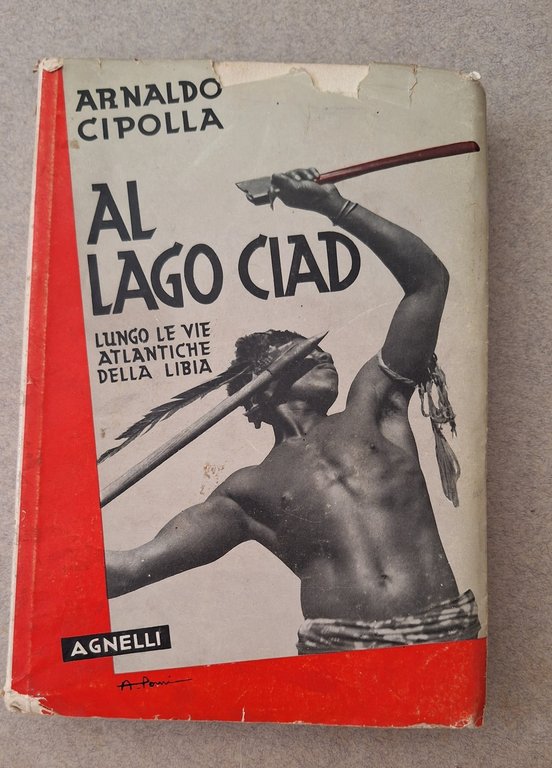 ARNALDO
CIPOLLA
AL
LAGO CIAD
LUNGO LE VIE
ATLANTICHE
DELLA LIBIA
AGNELLI